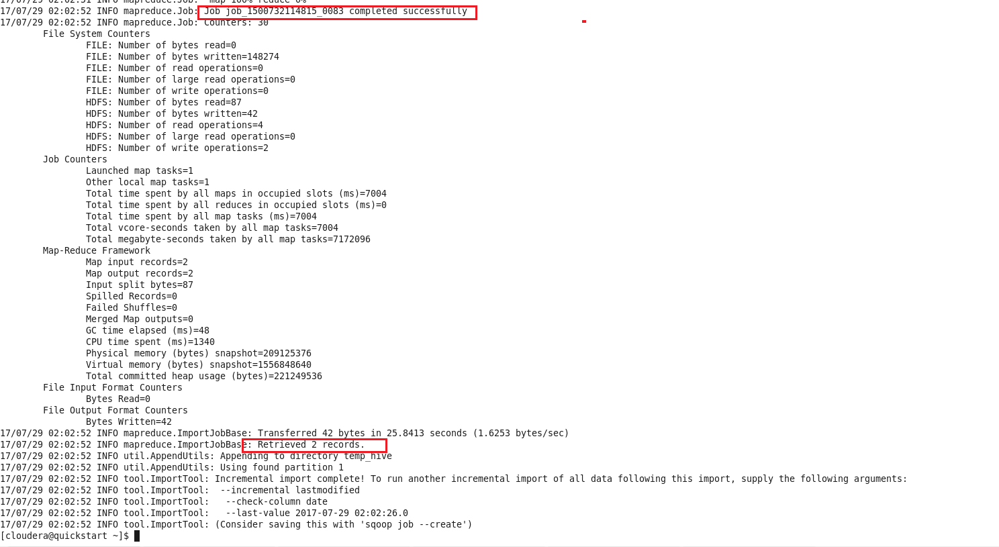 17/07/29 02:02:51 INFO mapreduce.Job:  map 100% reduce 0%
17/07/29 02:02:52 INFO mapreduce.Job: Job job_1500732114815_0083 completed successfully
17/07/29 02:02:52 INFO mapreduce.Job: Counters: 30
File System Counters
FILE: Number of bytes read=0
FILE: Number of bytes written=148274
FILE: Number of read operations=0
FILE: Number of large read operations=0
FILE: Number of write operations=0
HDFS: Number of bytes read=87
HDFS: Number of bytes written=42
HDFS: Number of read operations=4
HDFS: Number of large read operations=0
HDFS: Number of write operations=2
Job Counters
Launched map tasks=1
Other local map tasks=1
Total time spent by all maps in occupied slots (ms)=7004
Total time spent by all reduces in occupied slots (ms)=0
Total time spent by all map tasks (ms)=7004
Total vcore-seconds taken by all map tasks=7004
Total megabyte-seconds taken by all map tasks=7172096
Map-Reduce Framework
Map input records=2
Map output records=2
Input split bytes=87
Spilled Records=0
Failed Shuffles=0
Merged Map outputs=0
GC time elapsed (ms)=48
CPU time spent (ms)=1340
Physical memory (bytes) snapshot=209125376
Virtual memory (bytes) snapshot=1556848640
Total committed heap usage (bytes)=221249536
File Input Format Counters
Bytes Read=0
File Output Format Counters
Bytes Written=42
17/07/29 02:02:52 INFO mapreduce.ImportJobBase: Transferred 42 bytes in 25.8413 seconds (1.6253 bytes/sec)
17/07/29 02:02:52 INFO mapreduce.ImportJobBase: Retrieved 2 records.
17/07/29 02:02:52 INFO util.AppendUtils: Appending to directory temp_hive
17/07/29 02:02:52 INFO util.AppendUtils: Using found partition 1
17/07/29 02:02:52 INFO tool.ImportTool: Incremental import complete! To run another incremental import of all data following this import, supply the following arguments:
17/07/29 02:02:52 INFO tool.ImportTool:  --incremental lastmodified
17/07/29 02:02:52 INFO tool.ImportTool:   --check-column date
17/07/29 02:02:52 INFO tool.ImportTool:   --last-value 2017-07-29 02:02:26.0
17/07/29 02:02:52 INFO tool.ImportTool: (Consider saving this with 'sqoop job --create')
[cloudera@quickstart ~]$